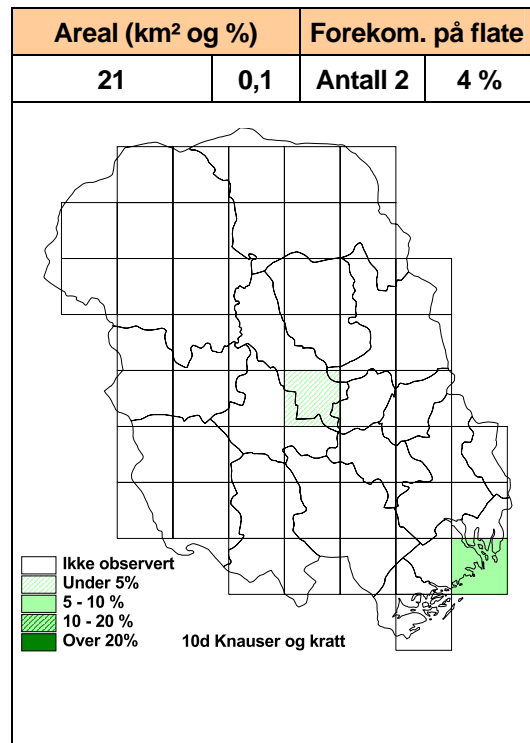 Areal (km² og %) Forekom. på flate
21 0,1 Antall 2 4 %
Ikke observert
Under 5%
5 - 10 %
10 - 20 %
Over 20% 10d Knauser og kratt